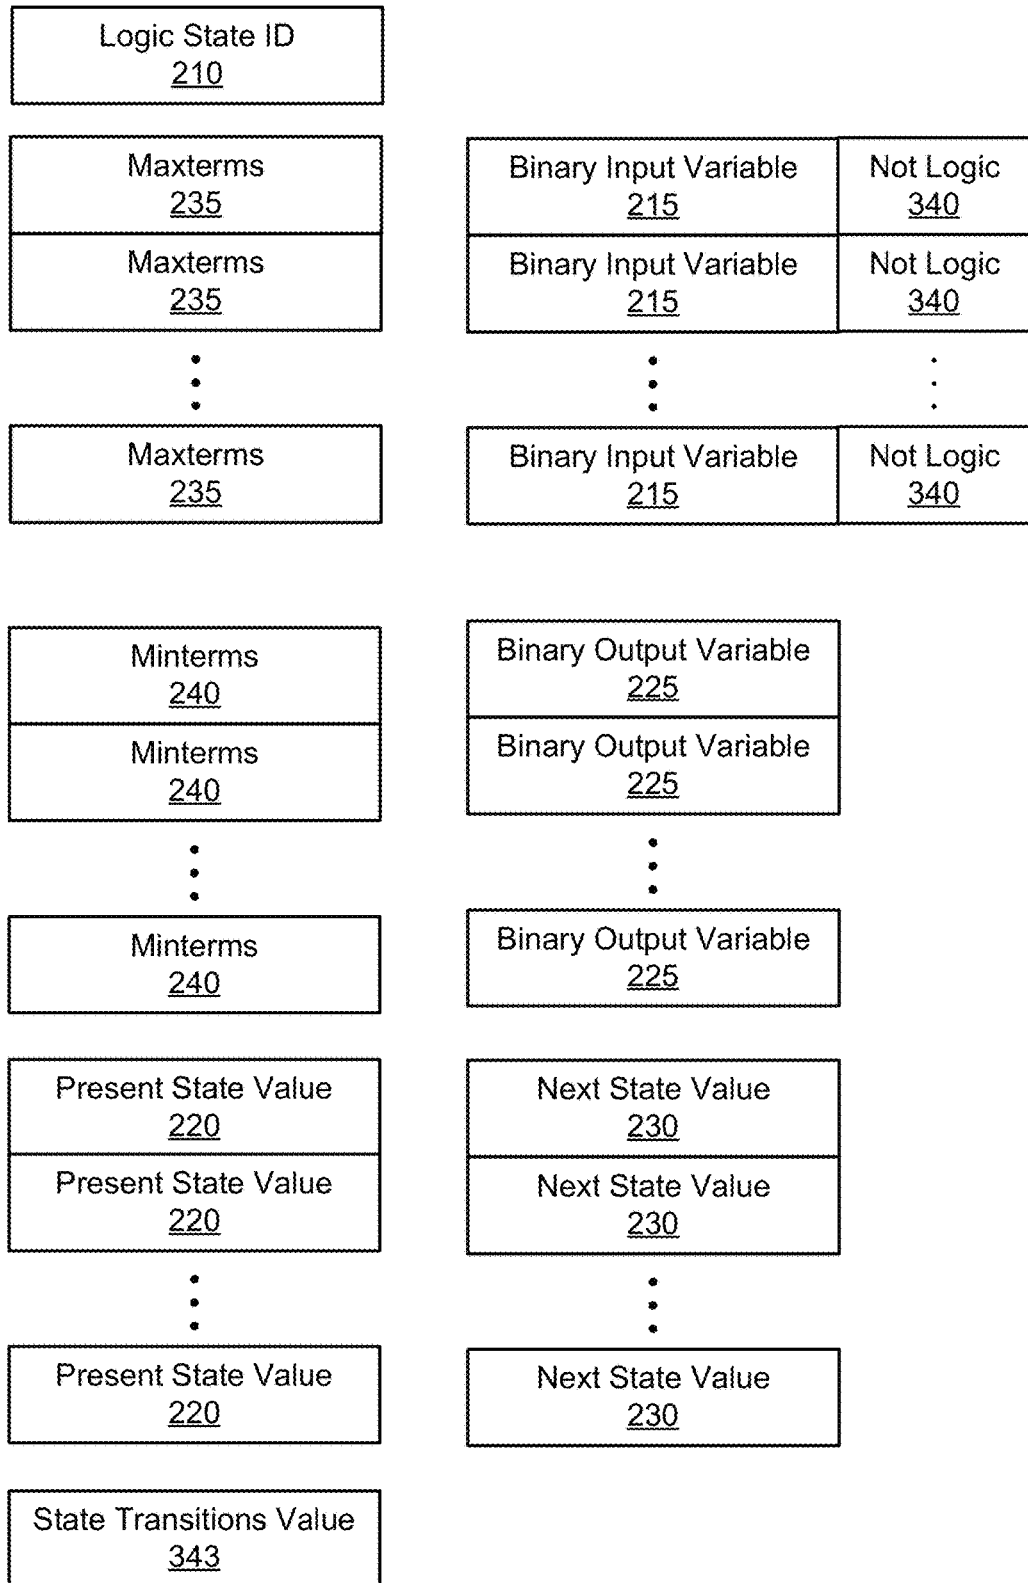 Logic State ID
210
Maxterms
235
Binary Input Variable
215
Not Logic
340
Maxterms
235
Binary Input Variable
215
Not Logic
340
Maxterms
235
Binary Input Variable
215
Not Logic
340
Minterms
240
Binary Output Variable
225
Minterms
240
Binary Output Variable
225
Minterms
240
Binary Output Variable
225
Present State Value
220
Next State Value
230
Present State Value
220
Next State Value
230
Present State Value
220
Next State Value
230
State Transitions Value
343